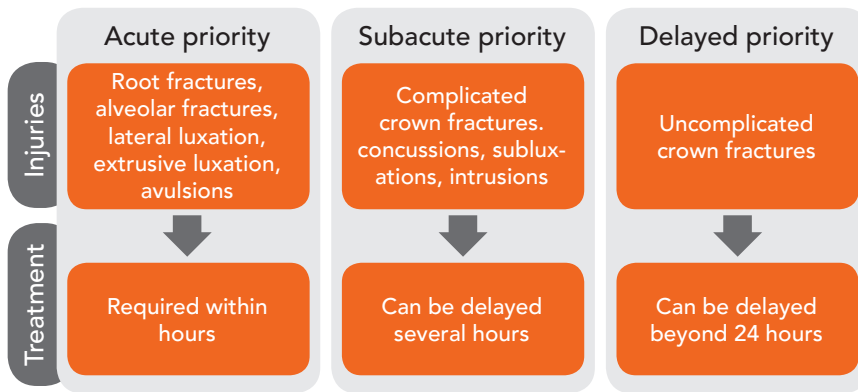 Acute priority
Subacute priority
Delayed priority
Injuries
Root fractures,
alveolar fractures,
lateral luxation,
extrusive luxation,
avulsions
Complicated
crown fractures.
concussions, sublux-
ations, intrusions
Uncomplicated
crown fractures
Treatment
Required within
hours
Can be delayed
several hours
Can be delayed
beyond 24 hours